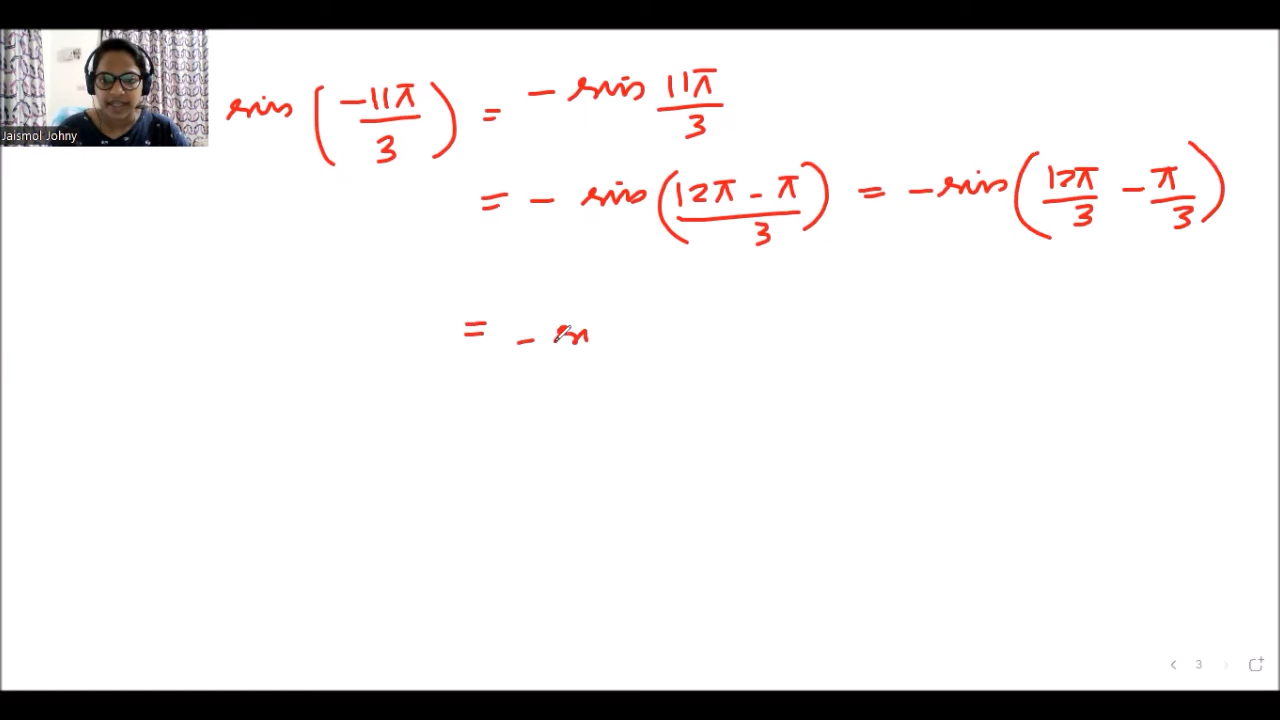 sin (-11π/3) = - sin 11π/3
= - sin (12π - π/3) = - sin (12π/3 - π/3)
= -
Jaismol Johny
3